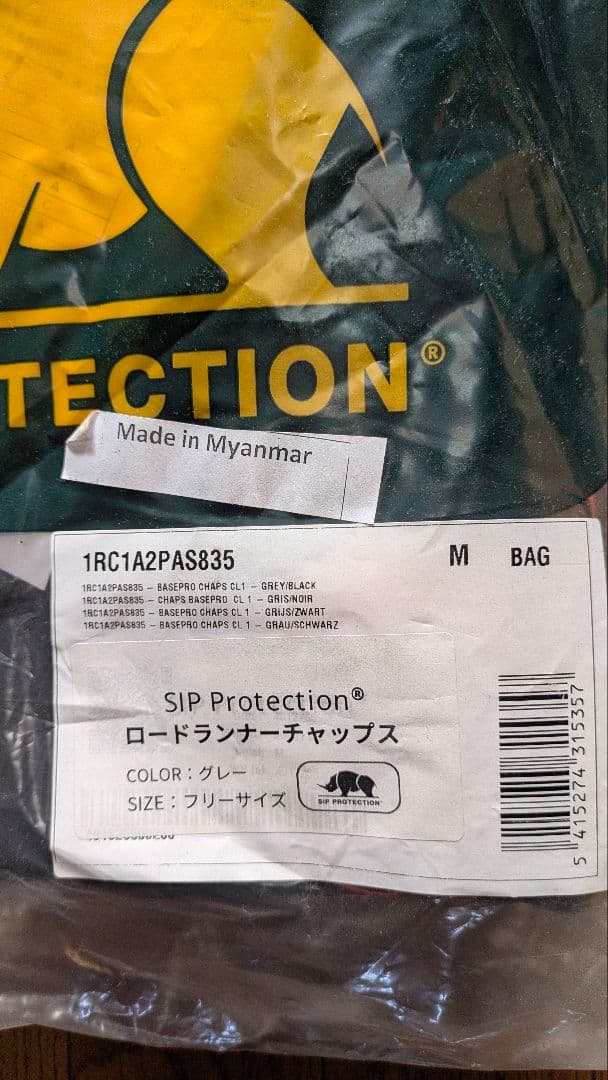 TECTION®
Made in Myanmar
1RC1A2PAS835 M BAG
1RC1A2PAS835 – BASEPRO CHAPS CL1 – GREY/BLACK
1RC1A2PAS835 – CHAPS BASEPRO CL 1 – GRIS/NOIR
1RC1A2PAS835 – BASEPRO CHAPS CL 1 – GRIJS/ZWART
1RC1A2PAS835 – BASEPRO CHAPS CL 1 – GRAU/SCHWARZ
SIP Protection®
ロードランナーチャップス
COLOR：グレー
SIZE：フリーサイズ
SIP PROTECTION
5 415274 315357